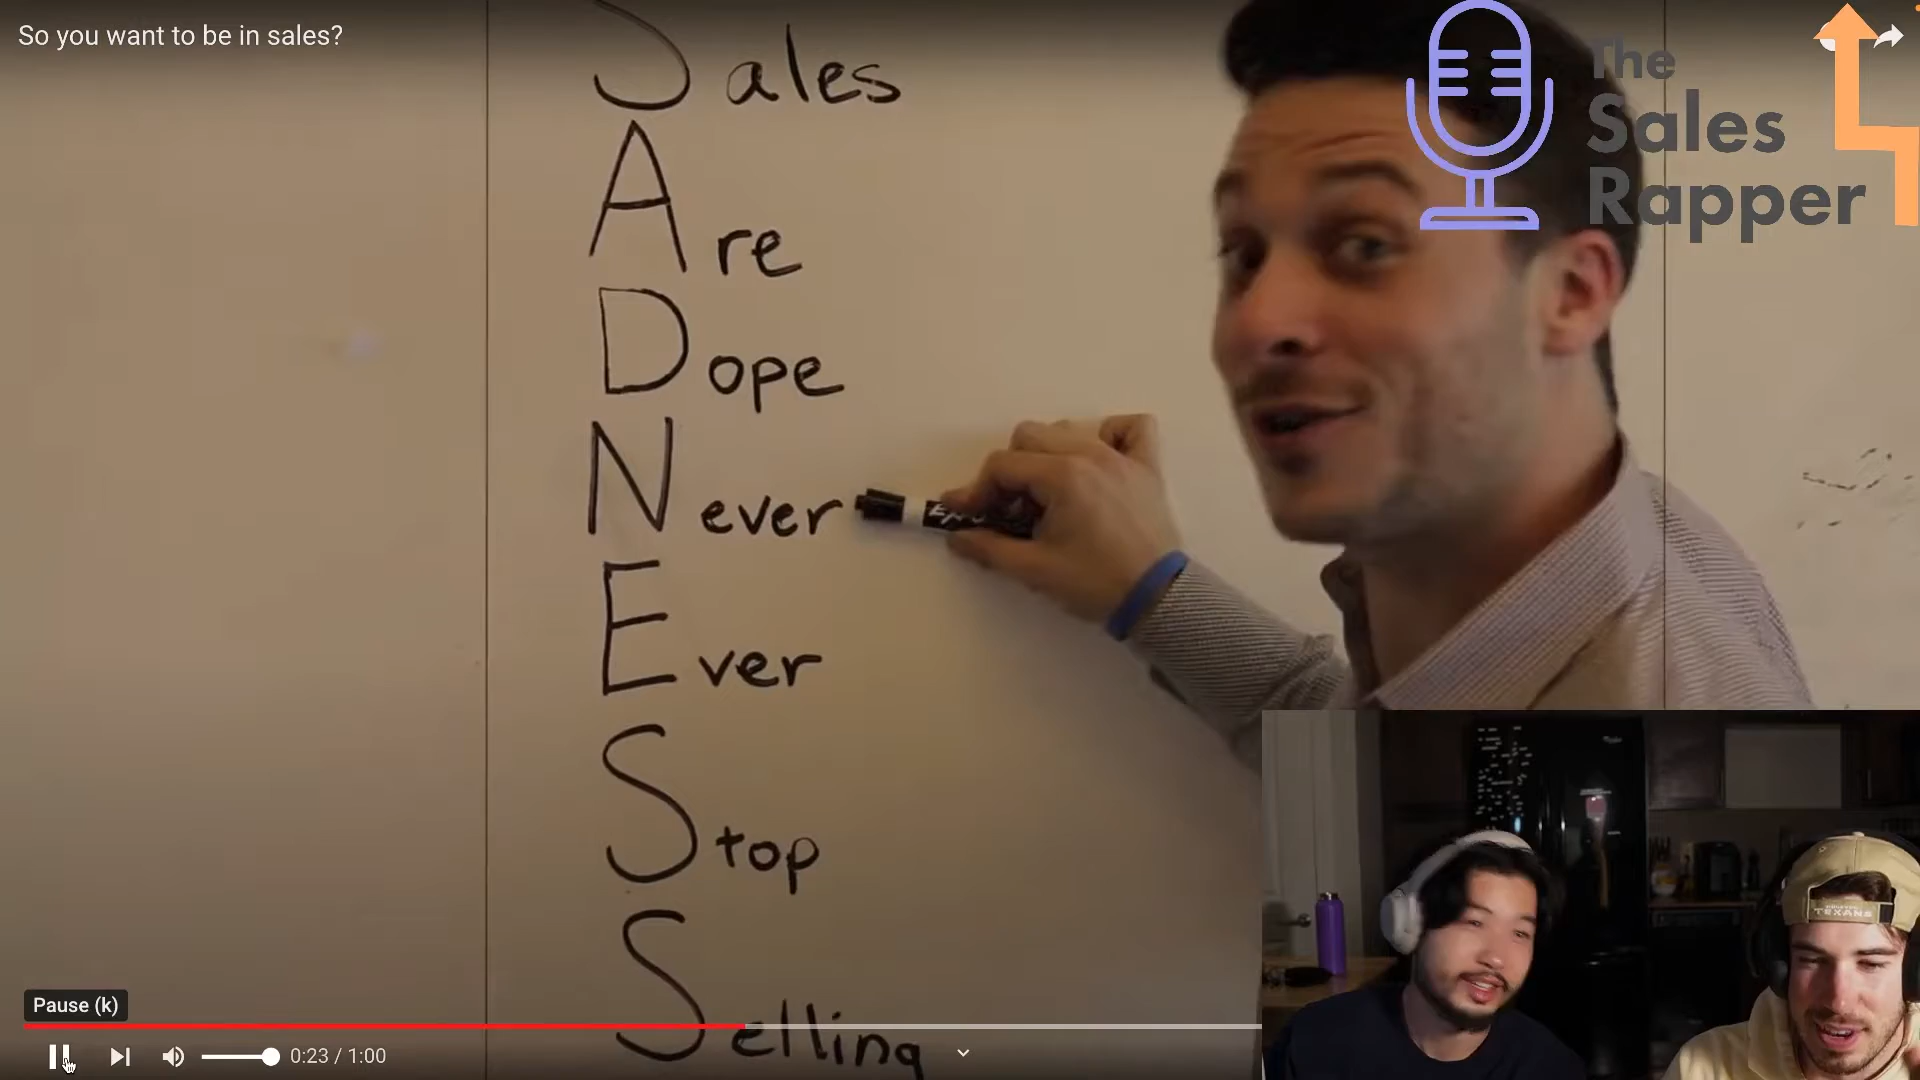 So you want to be in sales?
Sales
Are
Dope
Never
Ever
Stop
Selling
The
Sales
Rapper
TEXANS
Pause (k)
0:23 / 1:00